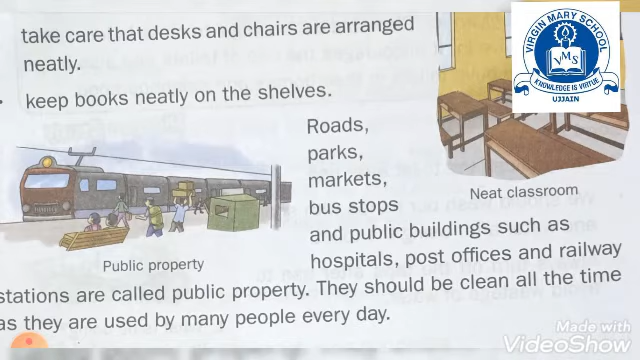 take care that desks and chairs are arranged
neatly.
keep books neatly on the shelves.
VIRGIN MARY SCHOOL
VMS
KNOWLEDGE IS VIRTUE
UJJAIN
Neat classroom
Roads,
parks,
markets,
bus stops
and public buildings such as
hospitals, post offices and railway
Public property
stations are called public property. They should be clean all the time
as they are used by many people every day.
Made with
VideoShow